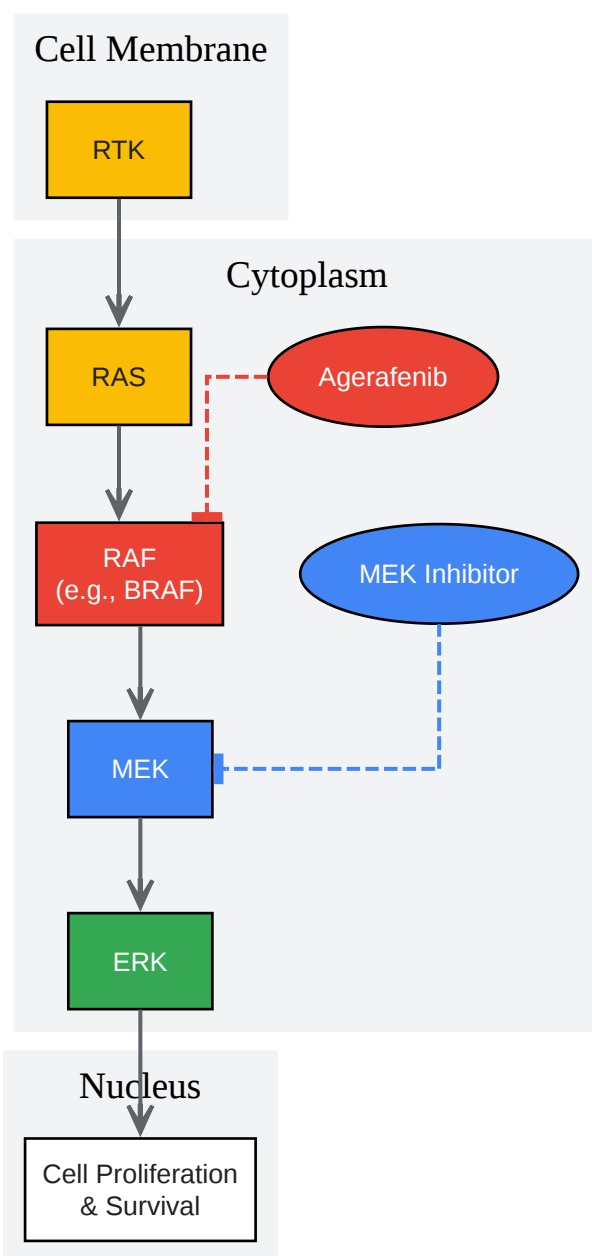 Cell Membrane
RTK
Cytoplasm
RAS
Agerafenib
RAF
(e.g., BRAF)
MEK Inhibitor
MEK
ERK
Nucleus
Cell Proliferation
& Survival